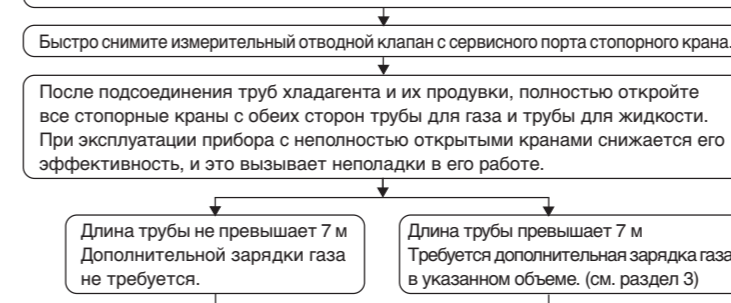 Быстро снимите измерительный отводной клапан с сервисного порта стопорного крана.
После подсоединения труб хладагента и их продувки, полностью откройте
все стопорные краны с обеих сторон трубы для газа и трубы для жидкости.
При эксплуатации прибора с неполностью открытыми кранами снижается его
эффективность, и это вызывает неполадки в его работе.
Длина трубы не превышает 7 м
Дополнительной зарядки газа
не требуется.
Длина трубы превышает 7 м
Требуется дополнительная зарядка газа
в указанном объеме. (см. раздел 3)